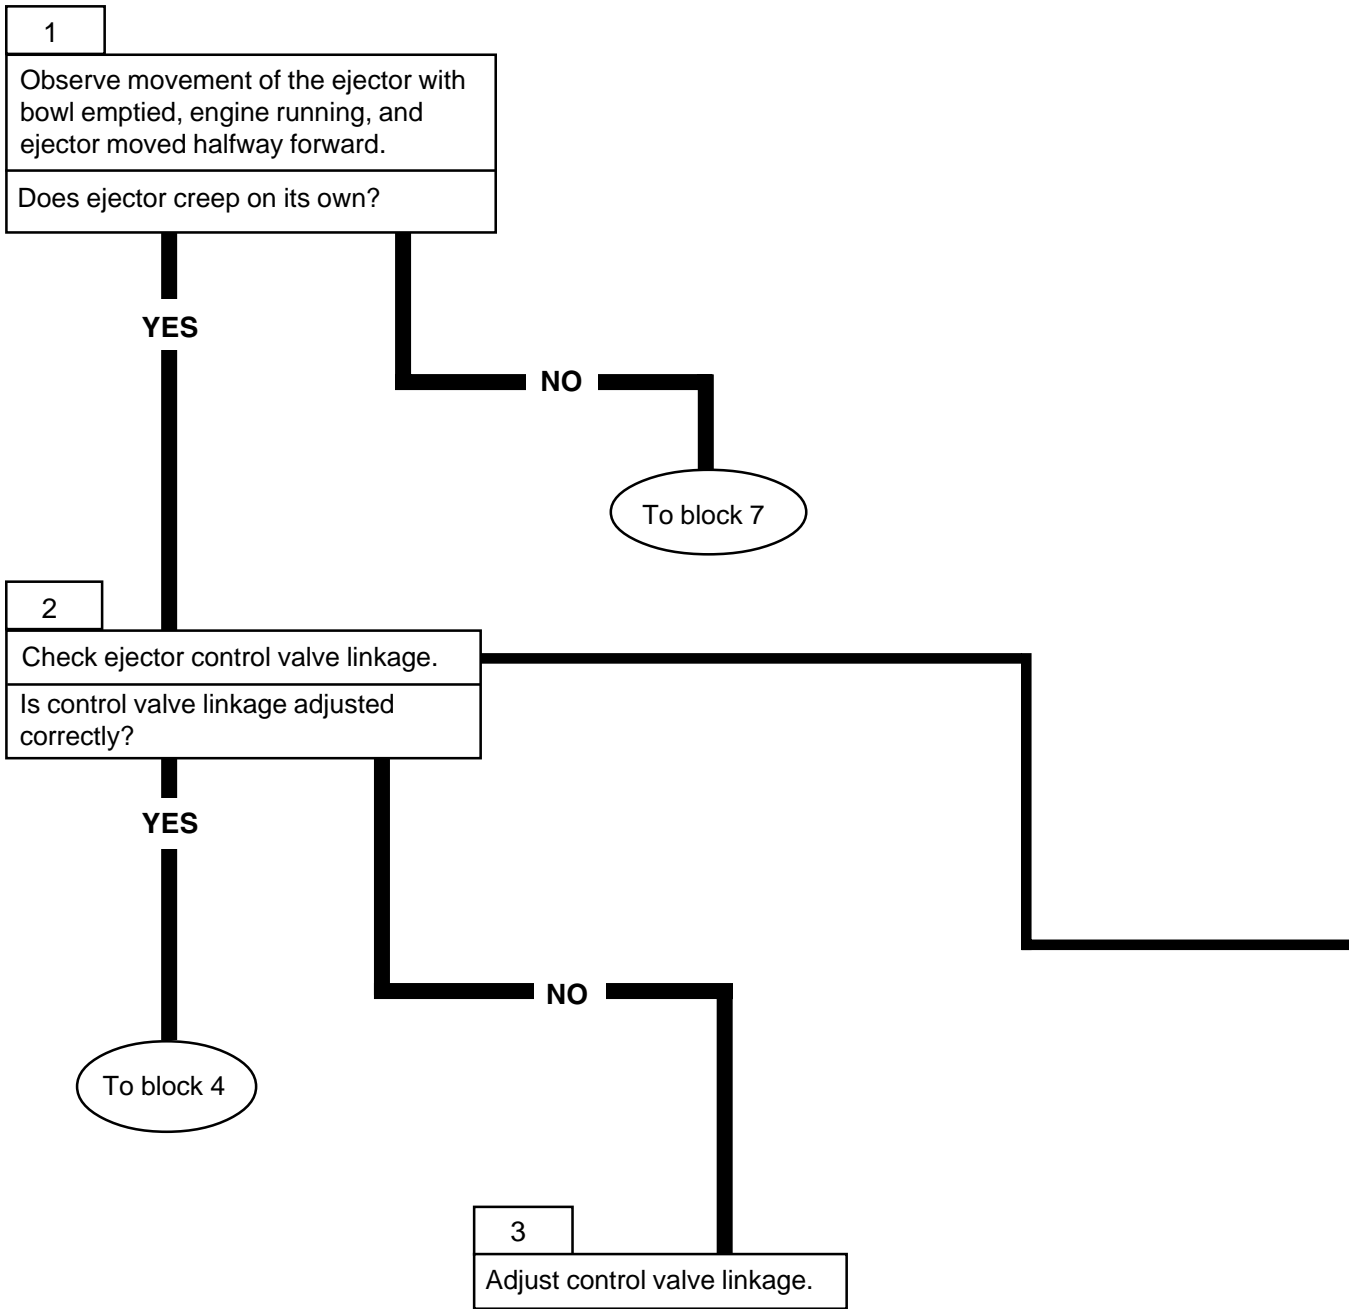 1
Observe movement of the ejector with
bowl emptied, engine running, and
ejector moved halfway forward.
Does ejector creep on its own?
YES
NO
To block 7
2
Check ejector control valve linkage.
Is control valve linkage adjusted
correctly?
YES
NO
To block 4
3
Adjust control valve linkage.